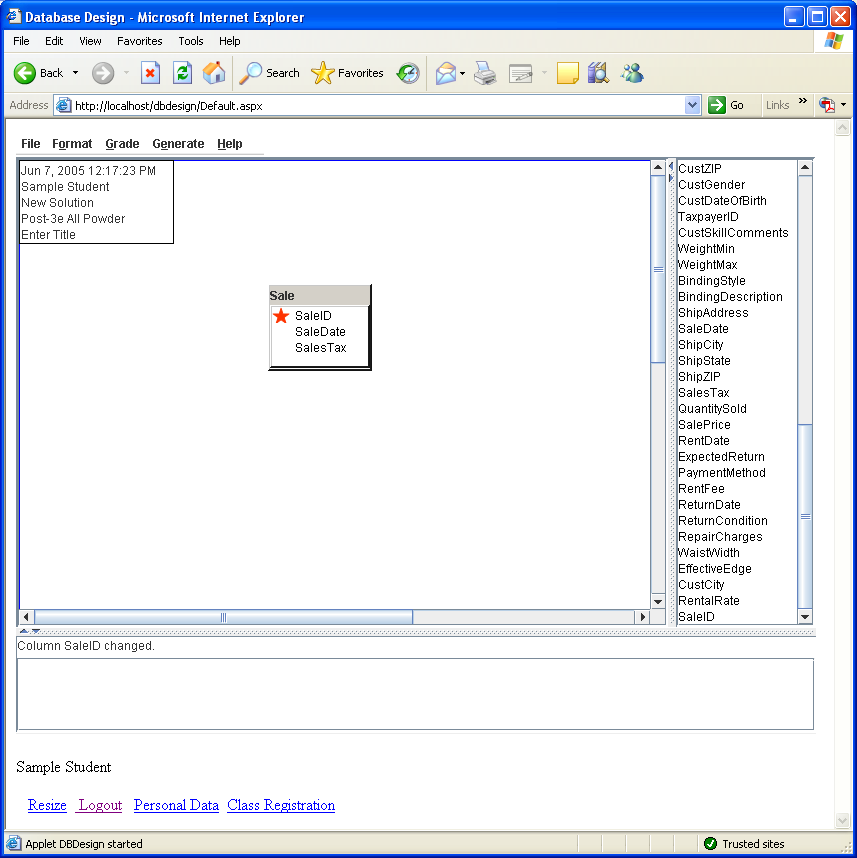 Database Design - Microsoft Internet Explorer
File Edit View Favorites Tools Help
Back Search Favorites
Address http://localhost/dbdesign/Default.aspx Go Links »
File Format Grade Generate Help
Jun 7, 2005 12:17:23 PM
Sample Student
New Solution
Post-3e All Powder
Enter Title
Sale
SaleID
SaleDate
SalesTax
CustZIP
CustGender
CustDateOfBirth
TaxpayerID
CustSkillComments
WeightMin
WeightMax
BindingStyle
BindingDescription
ShipAddress
SaleDate
ShipCity
ShipState
ShipZIP
SalesTax
QuantitySold
SalePrice
RentDate
ExpectedReturn
PaymentMethod
RentFee
ReturnDate
ReturnCondition
RepairCharges
WaistWidth
EffectiveEdge
CustCity
RentalRate
SaleID
Column SaleID changed.
Sample Student
Resize Logout Personal Data Class Registration
Applet DBDesign started Trusted sites